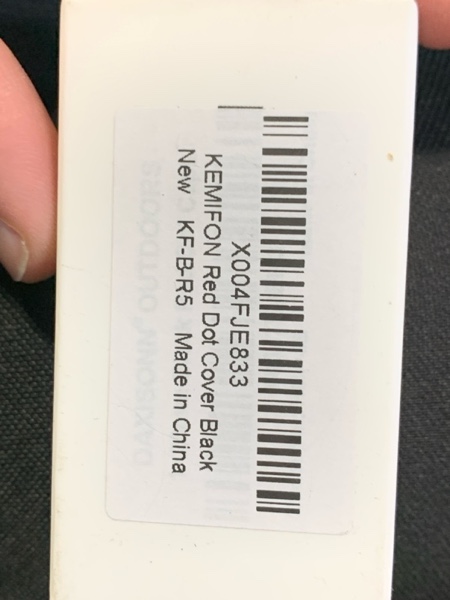 X004FJE833
KEMIFON Red Dot Cover Black
New KF-B-R5 Made in China